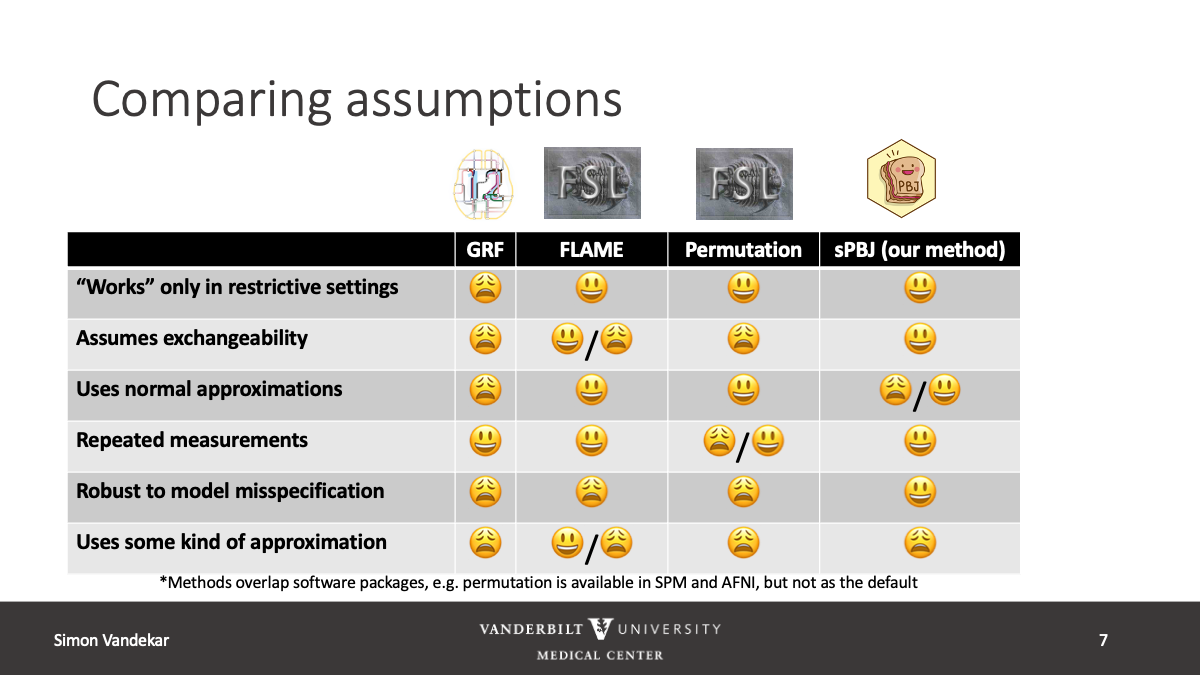 Comparing assumptions
12
FSL
FSL
PBJ
GRF FLAME Permutation sPBJ (our method)
“Works” only in restrictive settings 😩 😃 😃 😃
Assumes exchangeability 😩 😃/😩 😩 😃
Uses normal approximations 😩 😃 😃 😩/😃
Repeated measurements 😃 😃 😩/😃 😃
Robust to model misspecification 😩 😩 😩 😃
Uses some kind of approximation 😩 😃/😩 😩 😩
*Methods overlap software packages, e.g. permutation is available in SPM and AFNI, but not as the default
Simon Vandekar
VANDERBILT V UNIVERSITY
MEDICAL CENTER
7